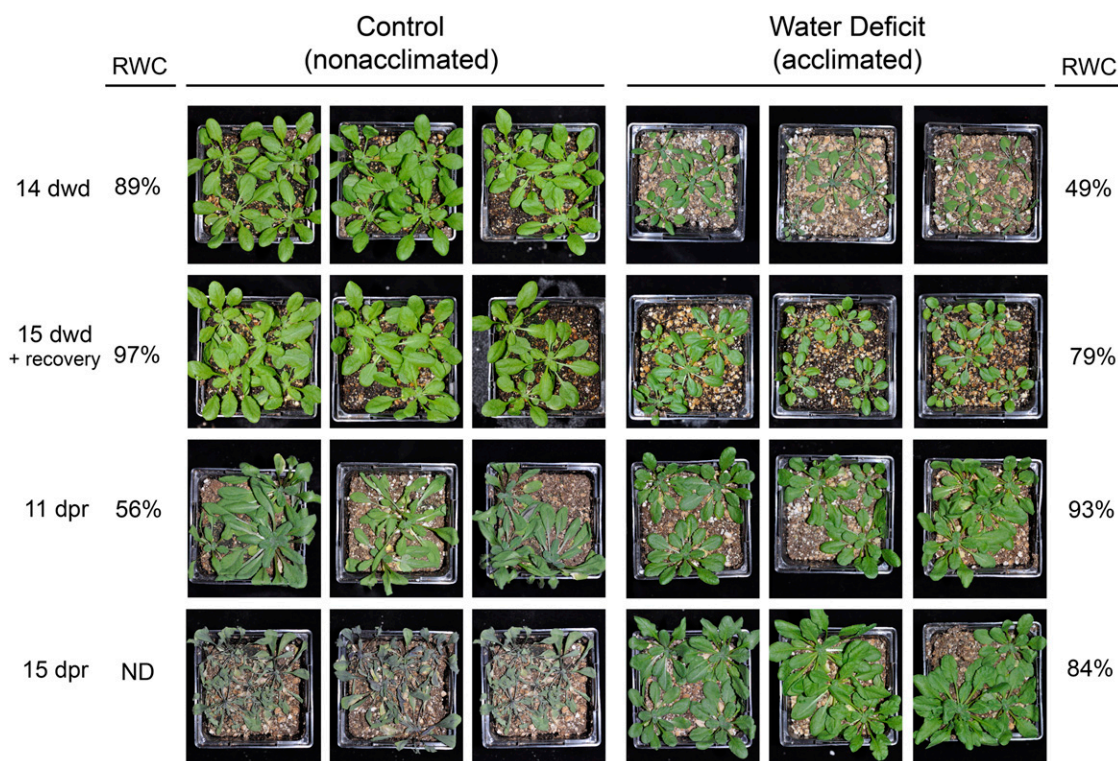 Control
(nonacclimated)
Water Deficit
(acclimated)
RWC
RWC
14 dwd
89%
49%
15 dwd
+ recovery
97%
79%
11 dpr
56%
93%
15 dpr
ND
84%